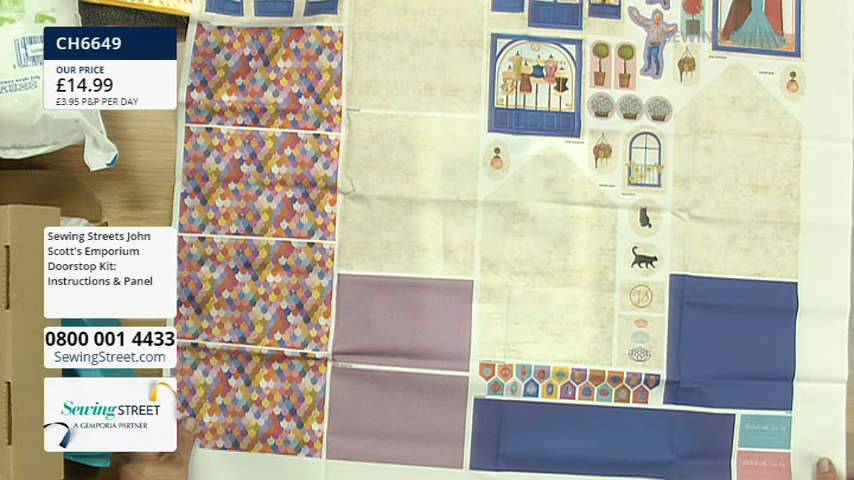 CH6649
OUR PRICE
£14.99
£3.95 P&P PER DAY
Sewing Streets John
Scott's Emporium
Doorstop Kit:
Instructions & Panel
0800 001 4433
SewingStreet.com
Sewing STREET
A GEMPORIA PARTNER